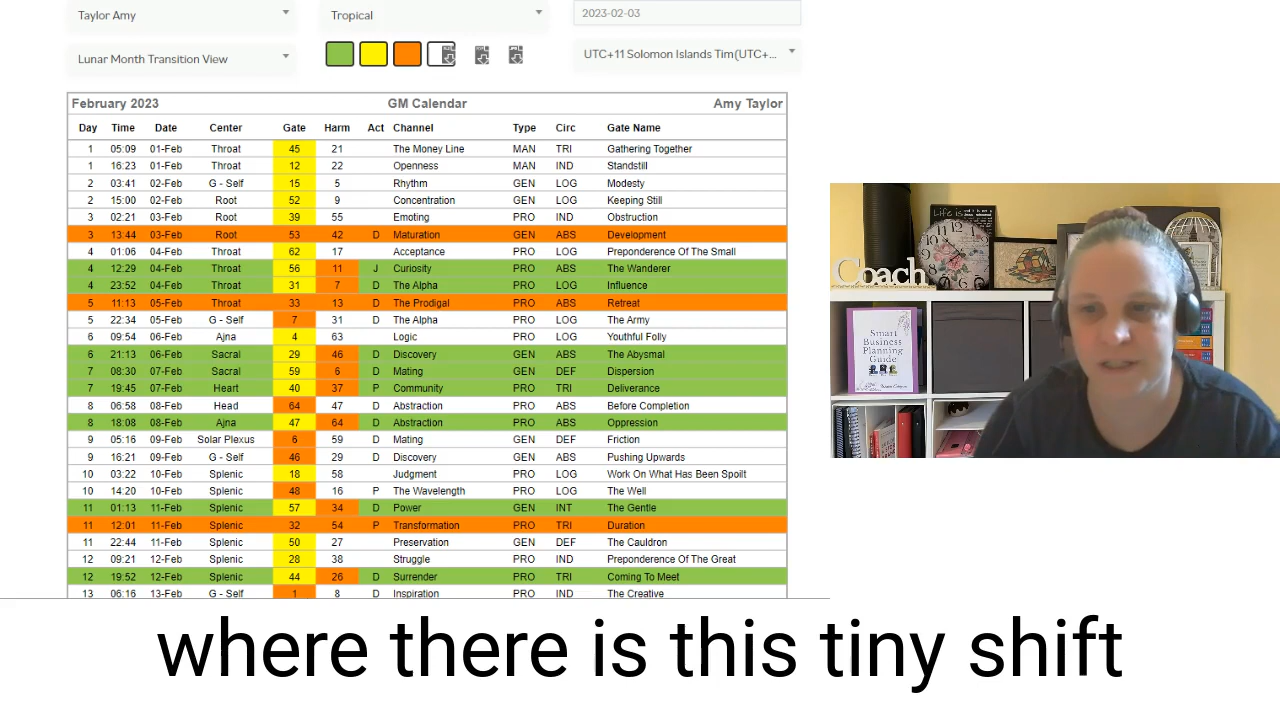 Taylor Amy
Tropical
2023-02-03
Lunar Month Transition View
UTC+11 Solomon Islands Tim(UTC+...
February 2023 GM Calendar Amy Taylor
Day Time Date Center Gate Harm Act Channel Type Circ Gate Name
1 05:09 01-Feb Throat 45 21 The Money Line MAN TRI Gathering Together
1 16:23 01-Feb Throat 12 22 Openness MAN IND Standstill
2 03:41 02-Feb G - Self 15 5 Rhythm GEN LOG Modesty
2 15:00 02-Feb Root 52 9 Concentration GEN LOG Keeping Still
3 02:21 03-Feb Root 39 55 Emoting PRO IND Obstruction
3 13:44 03-Feb Root 53 42 D Maturation GEN ABS Development
4 01:06 04-Feb Throat 62 17 Acceptance PRO LOG Preponderence Of The Small
4 12:29 04-Feb Throat 56 11 J Curiosity PRO ABS The Wanderer
4 23:52 04-Feb Throat 31 7 D The Alpha PRO LOG Influence
5 11:13 05-Feb Throat 33 13 D The Prodigal PRO ABS Retreat
5 22:34 05-Feb G - Self 7 31 D The Alpha PRO LOG The Army
6 09:54 06-Feb Ajna 4 63 Logic PRO LOG Youthful Folly
6 21:13 06-Feb Sacral 29 46 D Discovery GEN ABS The Abysmal
7 08:30 07-Feb Sacral 59 6 D Mating GEN DEF Dispersion
7 19:45 07-Feb Heart 40 37 P Community PRO TRI Deliverance
8 06:58 08-Feb Head 64 47 D Abstraction PRO ABS Before Completion
8 18:08 08-Feb Ajna 47 64 D Abstraction PRO ABS Oppression
9 05:16 09-Feb Solar Plexus 6 59 D Mating GEN DEF Friction
9 16:21 09-Feb G - Self 46 29 D Discovery GEN ABS Pushing Upwards
10 03:22 10-Feb Splenic 18 58 Judgment PRO LOG Work On What Has Been Spoilt
10 14:20 10-Feb Splenic 48 16 P The Wavelength PRO LOG The Well
11 01:13 11-Feb Splenic 57 34 D Power GEN INT The Gentle
11 12:01 11-Feb Splenic 32 54 P Transformation PRO TRI Duration
11 22:44 11-Feb Splenic 50 27 Preservation GEN DEF The Cauldron
12 09:21 12-Feb Splenic 28 38 Struggle PRO IND Preponderance Of The Great
12 19:52 12-Feb Splenic 44 26 D Surrender PRO TRI Coming To Meet
13 06:16 13-Feb G - Self 1 8 D Inspiration PRO IND The Creative
Life is
Coach
Smart
Business
Planning
Guide
where there is this tiny shift